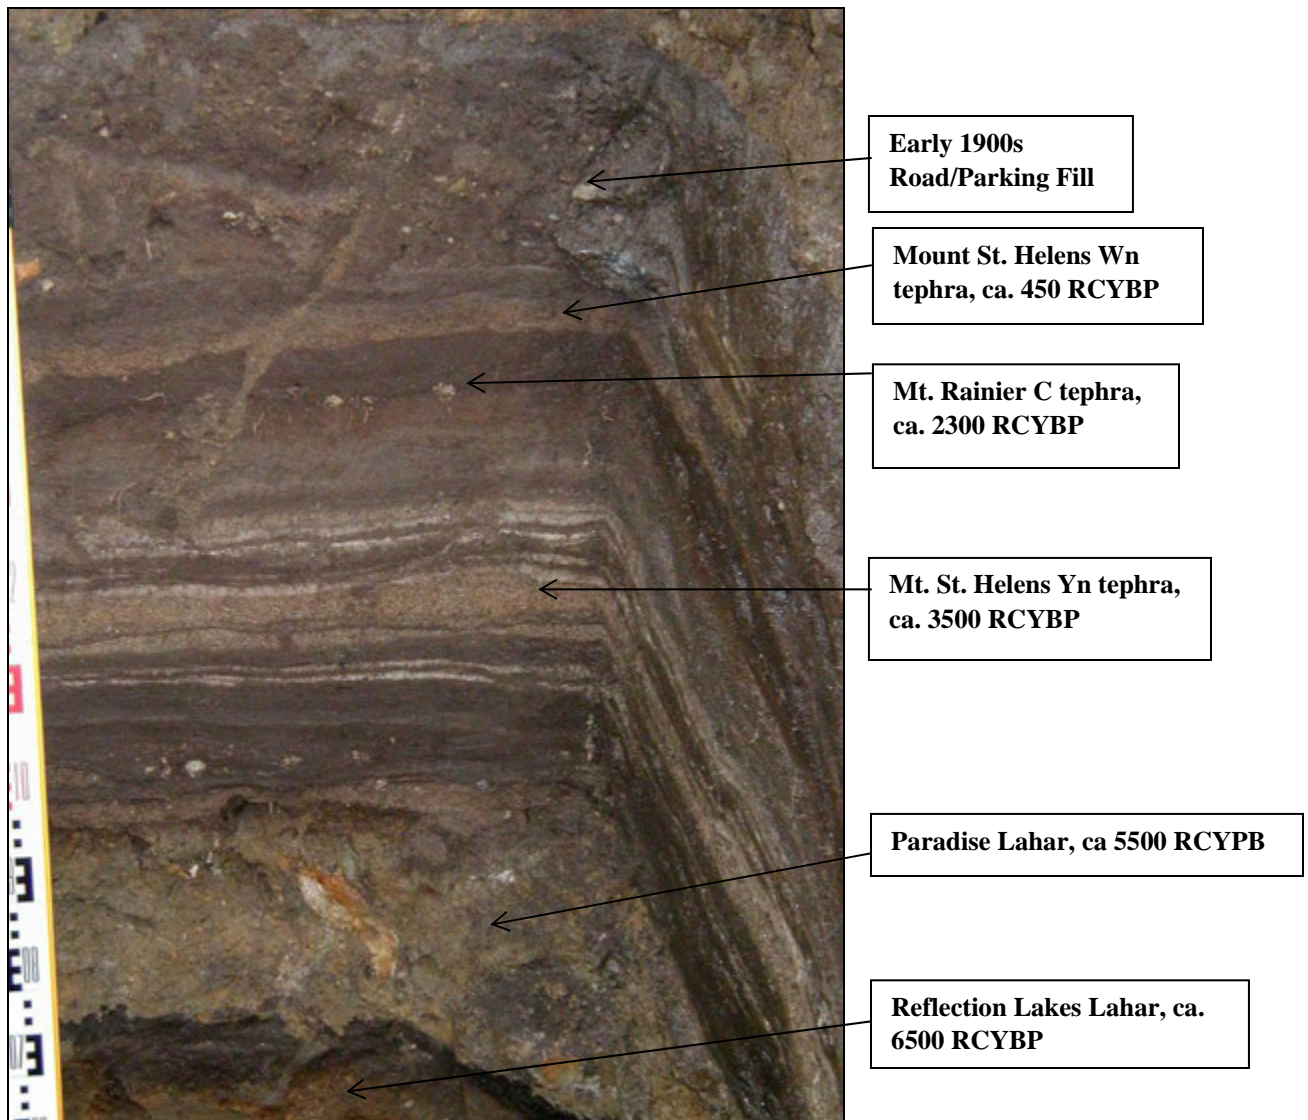 Early 1900s
Road/Parking Fill
Mount St. Helens Wn
tephra, ca. 450 RCYBP
Mt. Rainier C tephra,
ca. 2300 RCYBP
Mt. St. Helens Yn tephra,
ca. 3500 RCYBP
Paradise Lahar, ca 5500 RCYPB
Reflection Lakes Lahar, ca.
6500 RCYBP